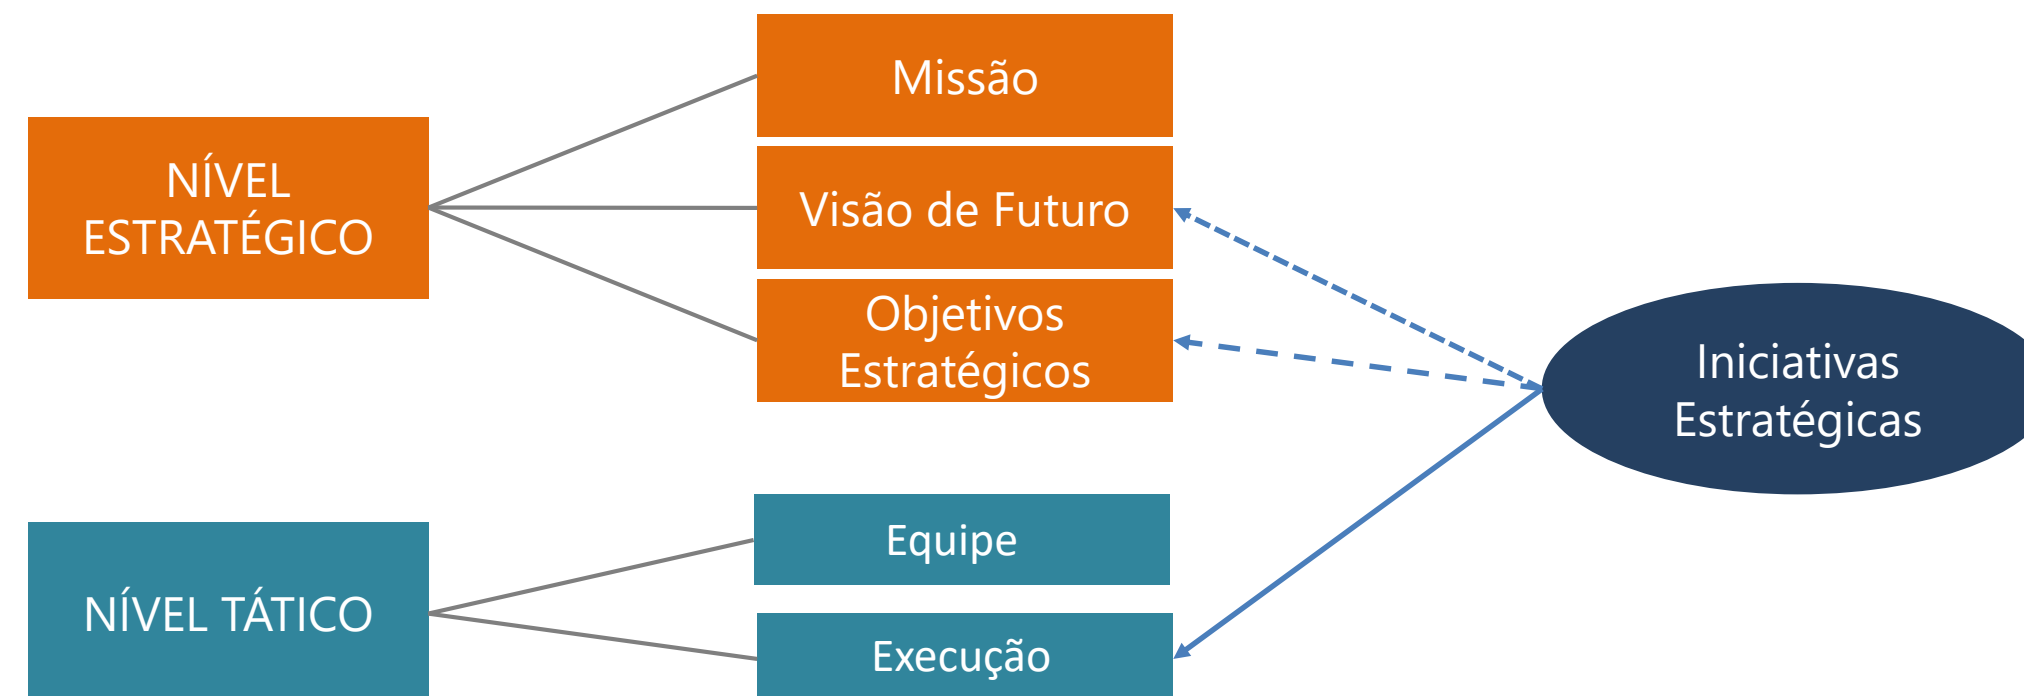 NÍVEL
ESTRATÉGICO
Missão
Visão de Futuro
Objetivos
Estratégicos
Iniciativas
Estratégicas
NÍVEL TÁTICO
Equipe
Execução